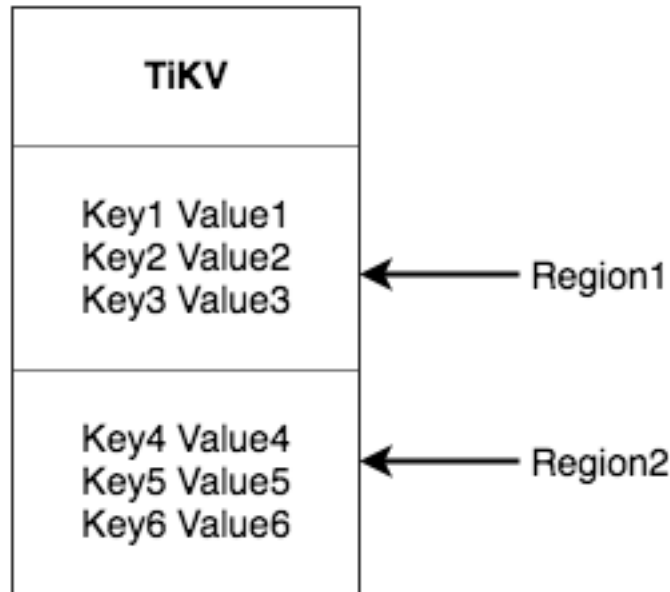 TiKV
Key1 Value1
Key2 Value2
Key3 Value3
Region1
Key4 Value4
Key5 Value5
Key6 Value6
Region2